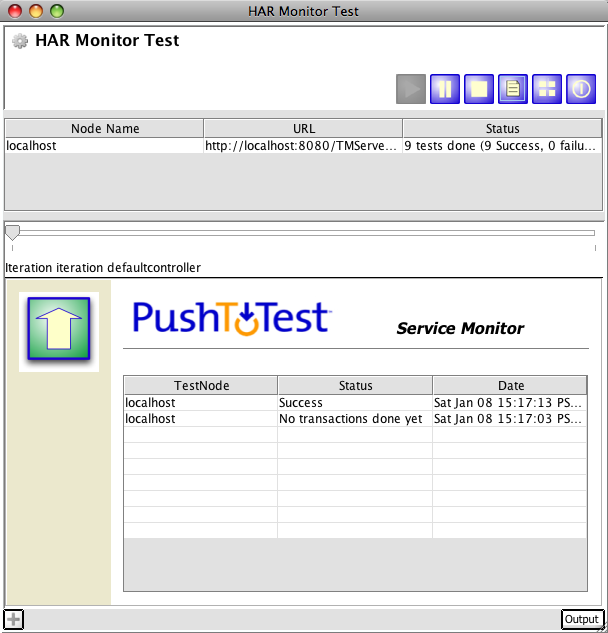 HAR Monitor Test
HAR Monitor Test
Node Name URL Status
localhost http://localhost:8080/TMServe... 9 tests done (9 Success, 0 failu...
Iteration iteration defaultcontroller
PushToTest
Service Monitor
TestNode Status Date
localhost Success Sat Jan 08 15:17:13 PS...
localhost No transactions done yet Sat Jan 08 15:17:03 PS...
Output